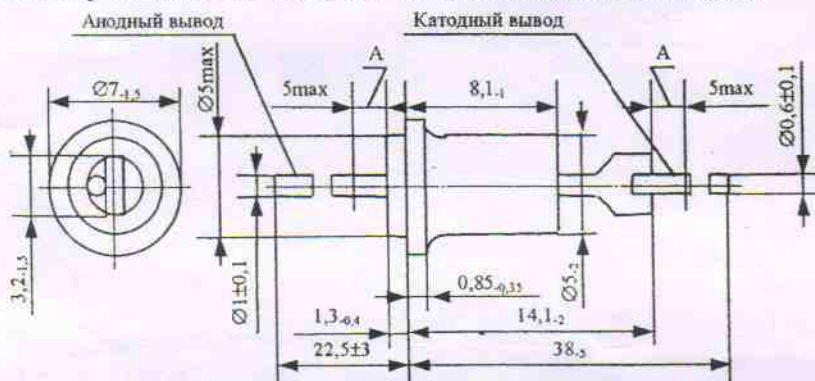 Анодный вывод
Катодный вывод
A
A
Ø7-1,5
Ø5max
5max
8,1-1
5max
Ø0,6±0,1
3,2-1,5
Ø1±0,1
0,85-0,35
Ø5-2
1,3-0,4
14,1-2
22,5±3
38-5